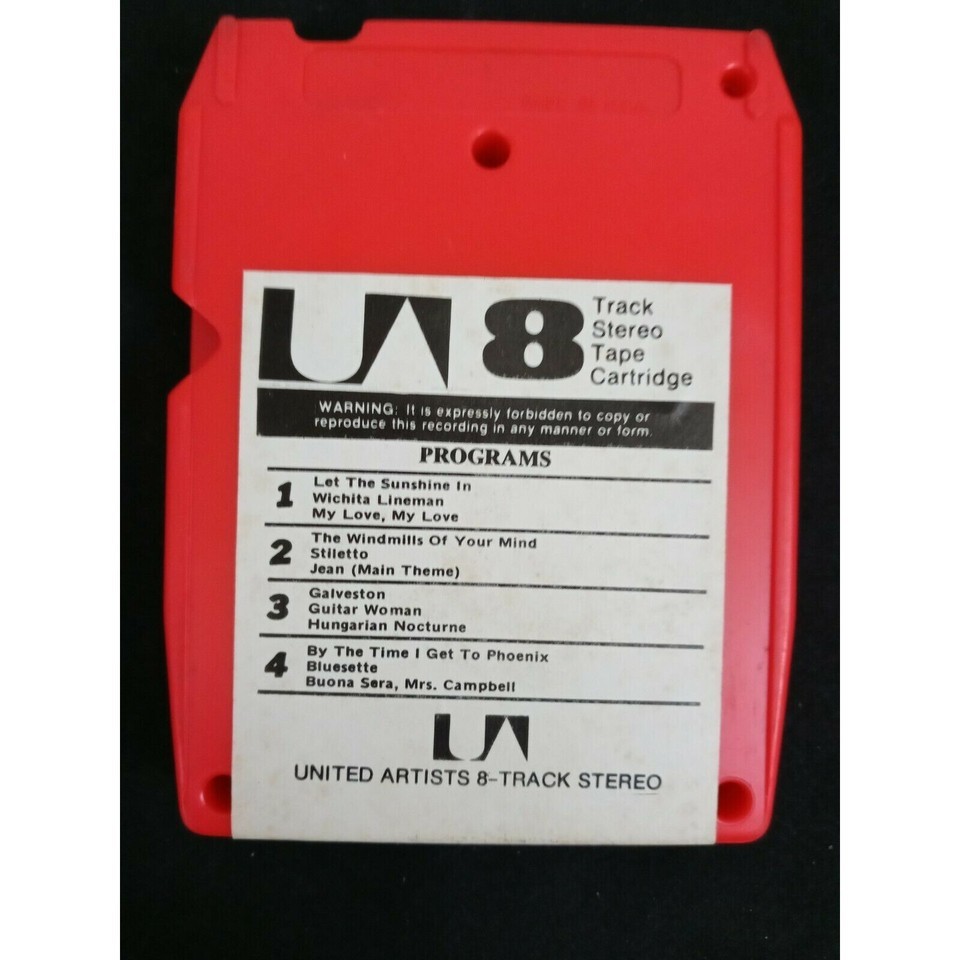 UA 8 Track
Stereo
Tape
Cartridge
WARNING: It is expressly forbidden to copy or
reproduce this recording in any manner or form.
PROGRAMS
1 Let The Sunshine In
Wichita Lineman
My Love, My Love
2 The Windmills Of Your Mind
Stiletto
Jean (Main Theme)
3 Galveston
Guitar Woman
Hungarian Nocturne
4 By The Time I Get To Phoenix
Bluesette
Buona Sera, Mrs. Campbell
UA
UNITED ARTISTS 8-TRACK STEREO